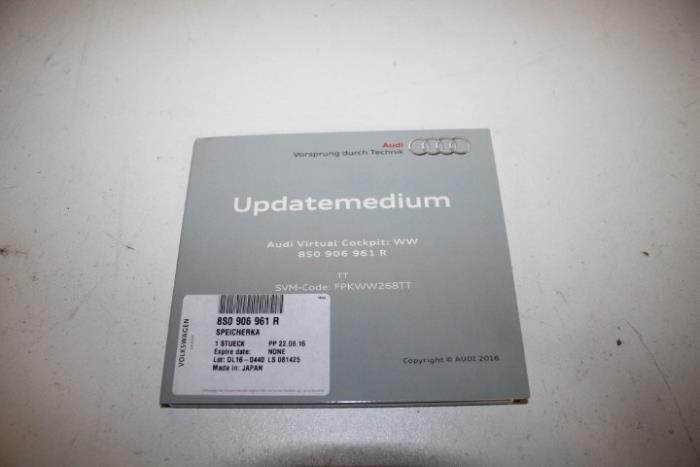 Audi
Vorsprung durch Technik
Updatemedium
Audi Virtual Cockpit: WW
8S0 906 961 R
TT
SVM-Code: FPKWW268TT
VOLKSWAGEN
8S0 906 961 R
SPEICHERKA
1 STUECK PP 22.08.16
Expire date: NONE
Lot: DL16-0440 LS 081425
Made in: JAPAN
Copyright © AUDI 2016